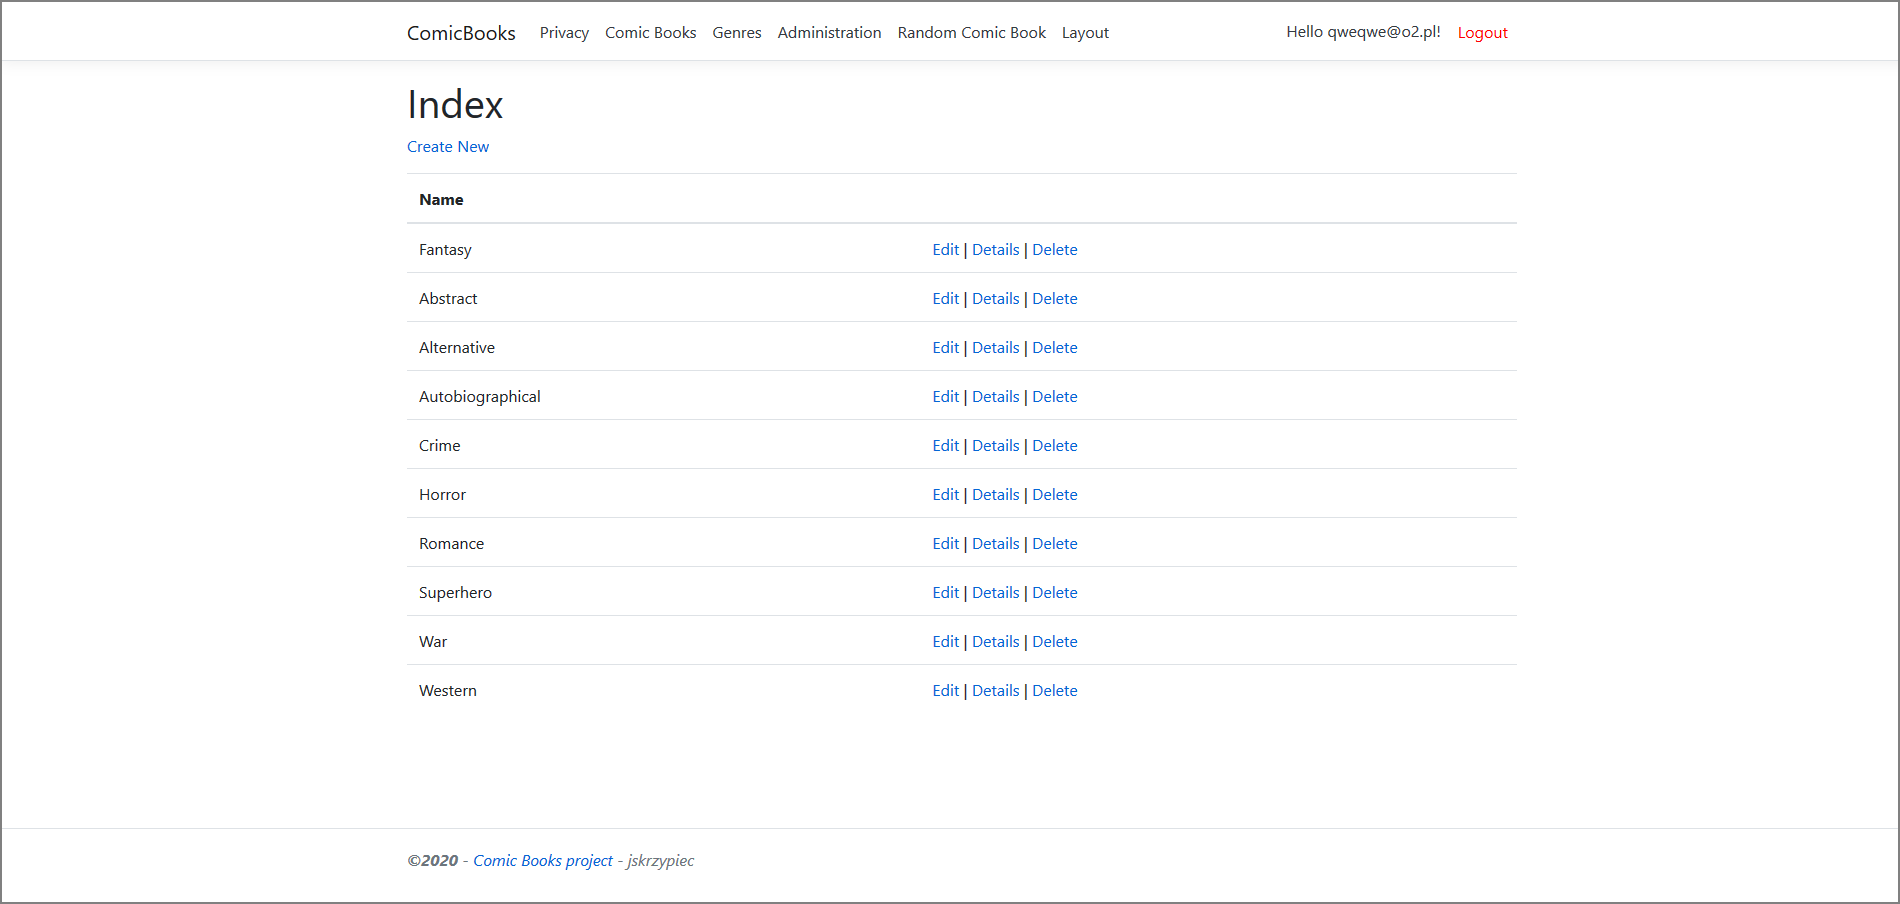 ComicBooks Privacy Comic Books Genres Administration Random Comic Book Layout Hello qweqwe@o2.pl! Logout
Index
Create New
Name
Fantasy Edit | Details | Delete
Abstract Edit | Details | Delete
Alternative Edit | Details | Delete
Autobiographical Edit | Details | Delete
Crime Edit | Details | Delete
Horror Edit | Details | Delete
Romance Edit | Details | Delete
Superhero Edit | Details | Delete
War Edit | Details | Delete
Western Edit | Details | Delete
©2020 - Comic Books project - jskrzypiec